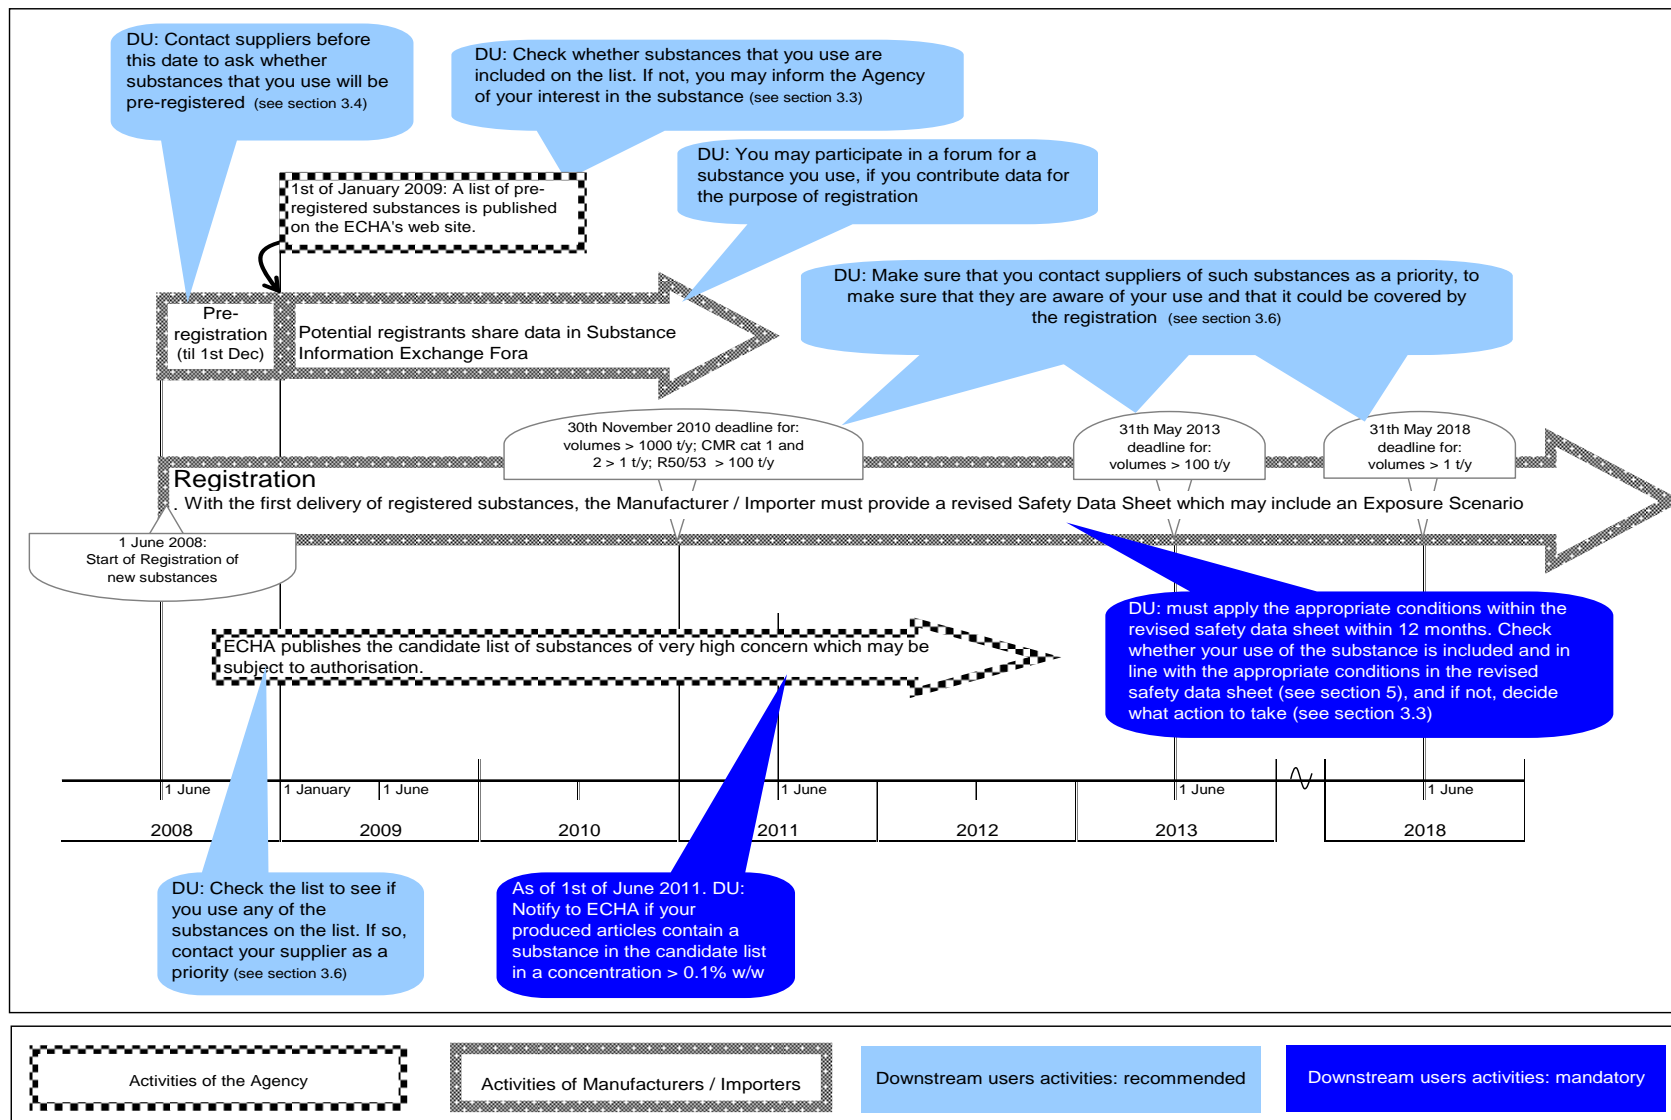 DU: Contact suppliers before
this date to ask whether
substances that you use will be
pre-registered (see section 3.4)
DU: Check whether substances that you use are
included on the list. If not, you may inform the Agency
of your interest in the substance (see section 3.3)
DU: You may participate in a forum for a
substance you use, if you contribute data for
the purpose of registration
1st of January 2009: A list of pre-
registered substances is published
on the ECHA's web site.
DU: Make sure that you contact suppliers of such substances as a priority, to
make sure that they are aware of your use and that it could be covered by
the registration (see section 3.6)
Pre-
registration
(til 1st Dec)
Potential registrants share data in Substance
Information Exchange Fora
30th November 2010 deadline for:
volumes > 1000 t/y; CMR cat 1 and
2 > 1 t/y; R50/53 > 100 t/y
31th May 2013
deadline for:
volumes > 100 t/y
31th May 2018
deadline for:
volumes > 1 t/y
Registration
. With the first delivery of registered substances, the Manufacturer / Importer must provide a revised Safety Data Sheet which may include an Exposure Scenario
1 June 2008:
Start of Registration of
new substances
DU: must apply the appropriate conditions within the
revised safety data sheet within 12 months. Check
whether your use of the substance is included and in
line with the appropriate conditions in the revised
safety data sheet (see section 5), and if not, decide
what action to take (see section 3.3)
ECHA publishes the candidate list of substances of very high concern which may be
subject to authorisation.
1 June
1 January
1 June
1 June
1 June
1 June
2008
2009
2010
2011
2012
2013
2018
DU: Check the list to see if
you use any of the
substances on the list. If so,
contact your supplier as a
priority (see section 3.6)
As of 1st of June 2011. DU:
Notify to ECHA if your
produced articles contain a
substance in the candidate list
in a concentration > 0.1% w/w
Activities of the Agency
Activities of Manufacturers / Importers
Downstream users activities: recommended
Downstream users activities: mandatory